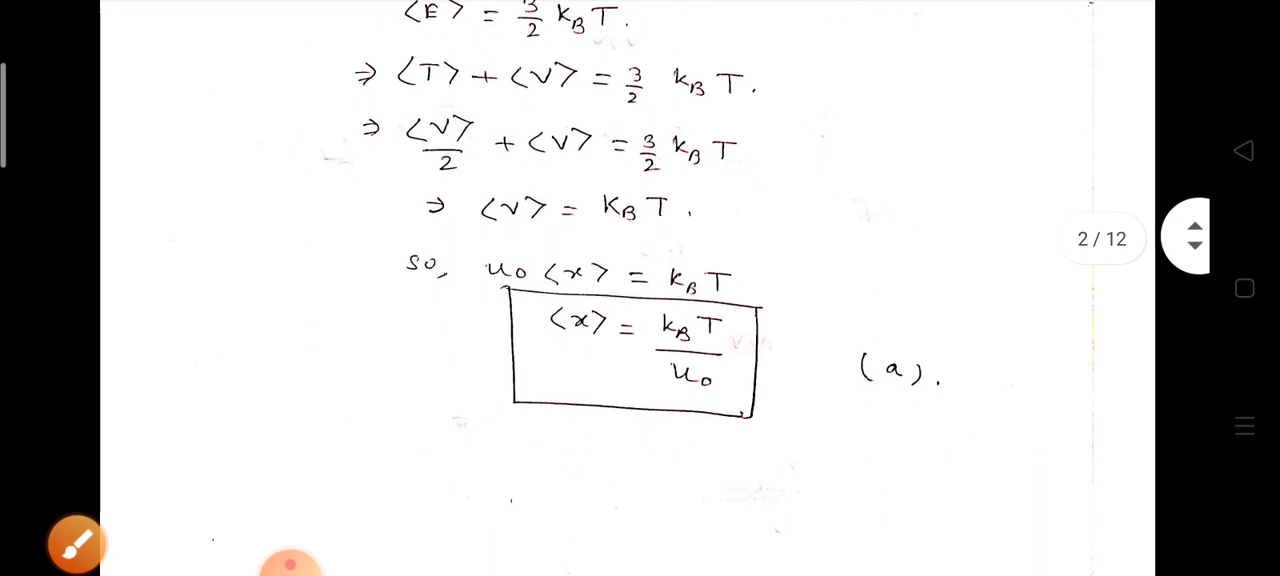 ⟨E⟩ = 3/2 k_B T.
⇒ ⟨T⟩ + ⟨V⟩ = 3/2 k_B T.
⇒ ⟨V⟩/2 + ⟨V⟩ = 3/2 k_B T
⇒ ⟨V⟩ = k_B T.
2 / 12
so, u₀ ⟨x⟩ = k_B T
⟨x⟩ = k_B T / u₀
(a).